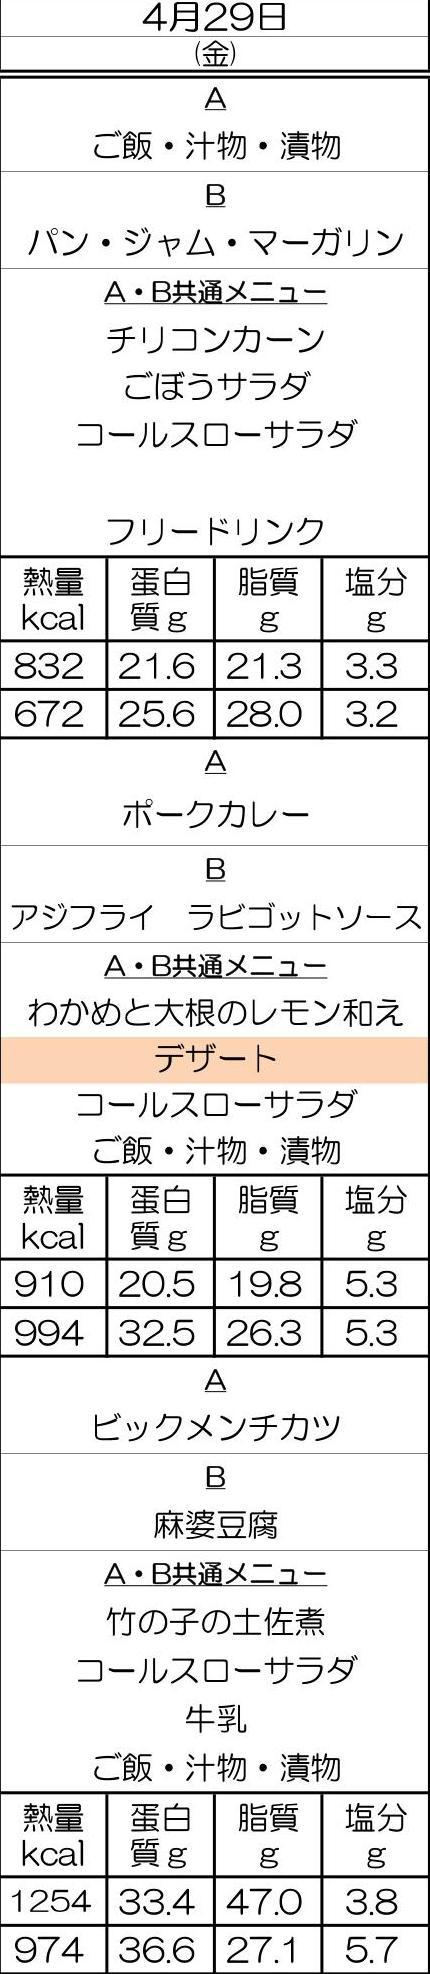 4月29日
(金)
A
ご飯・汁物・漬物
B
パン・ジャム・マーガリン
A・B共通メニュー
チリコンカーン
ごぼうサラダ
コールスローサラダ
フリードリンク
熱量 蛋白 脂質 塩分
kcal 質g g g
832 21.6 21.3 3.3
672 25.6 28.0 3.2
A
ポークカレー
B
アジフライ ラビゴットソース
A・B共通メニュー
わかめと大根のレモン和え
デザート
コールスローサラダ
ご飯・汁物・漬物
熱量 蛋白 脂質 塩分
kcal 質g g g
910 20.5 19.8 5.3
994 32.5 26.3 5.3
A
ビックメンチカツ
B
麻婆豆腐
A・B共通メニュー
竹の子の土佐煮
コールスローサラダ
牛乳
ご飯・汁物・漬物
熱量 蛋白 脂質 塩分
kcal 質g g g
1254 33.4 47.0 3.8
974 36.6 27.1 5.7